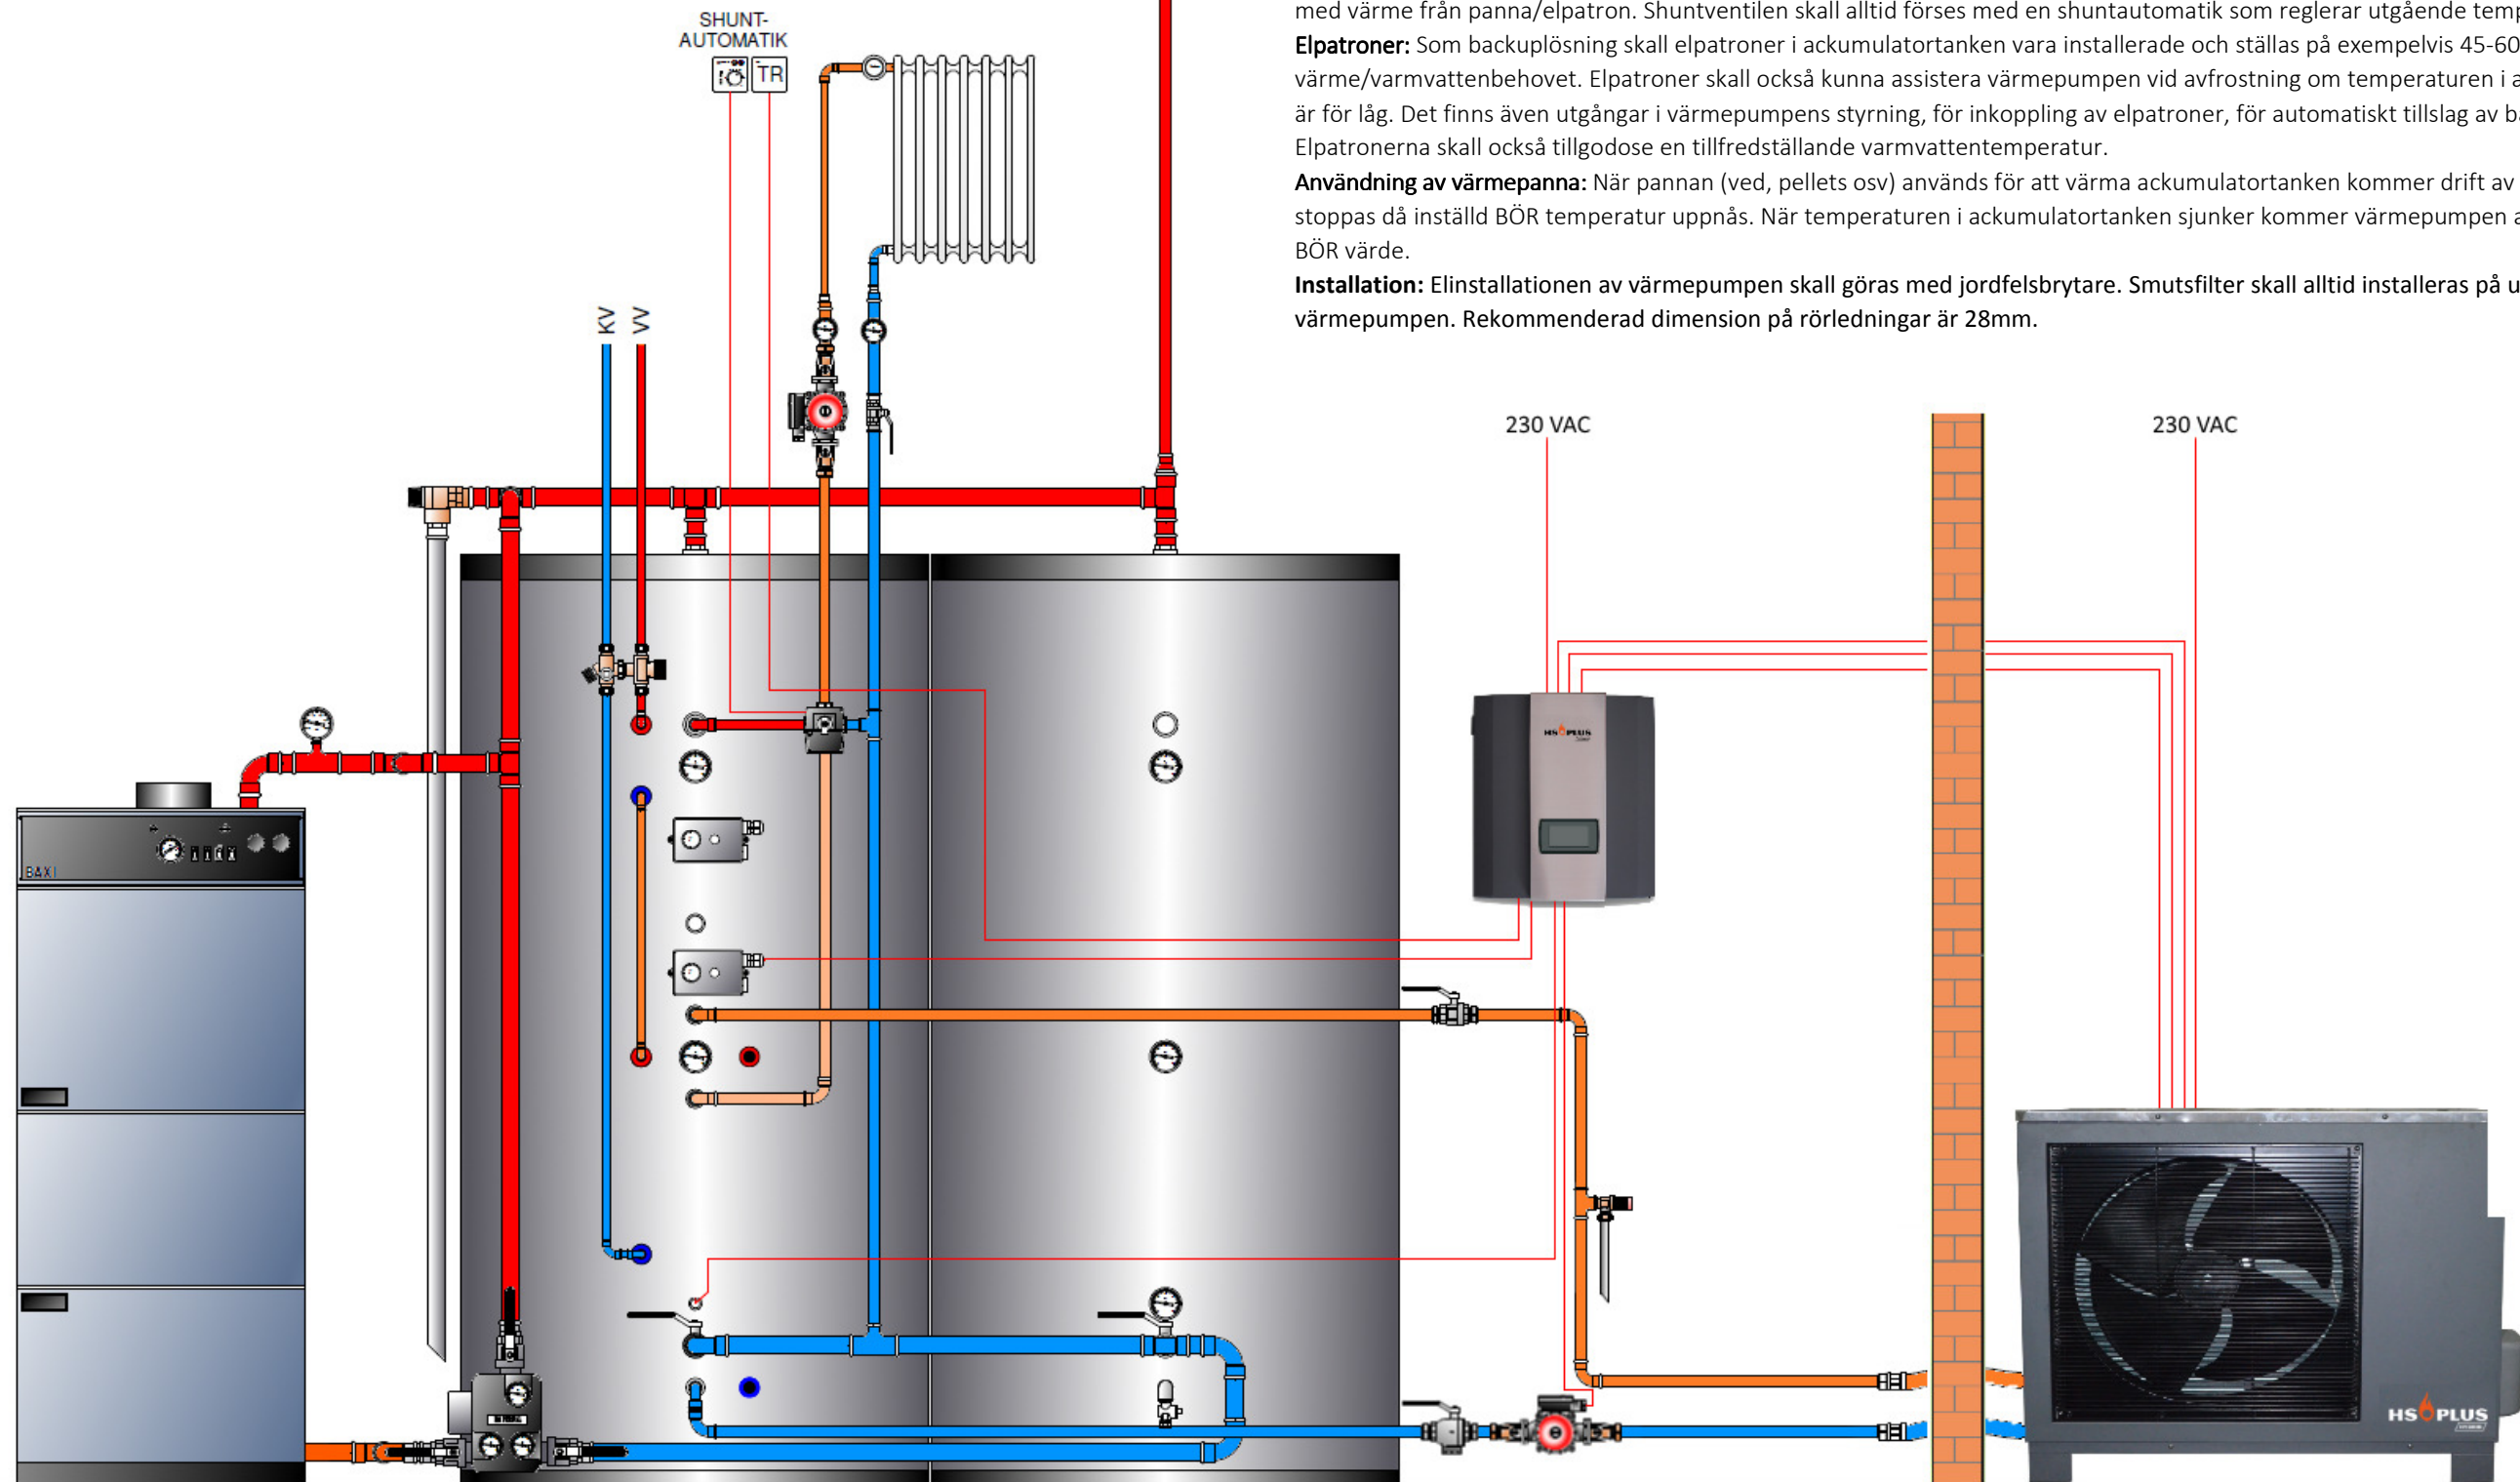 med värme från panna/elpatron. Shuntventilen skall alltid förses med en shuntautomatik som reglerar utgående
Elpatroner: Som backuplösning skall elpatroner i ackumulatortanken vara installerade och ställas på exempelvis 45-60
värme/varmvattenbehovet. Elpatroner skall också kunna assistera värmepumpen vid avfrostning om temperaturen i
är för låg. Det finns även utgångar i värmepumpens styrning, för inkoppling av elpatroner, för automatiskt tillslag av
Elpatronerna skall också tillgodose en tillfredställande varmvattentemperatur.
Användning av värmepanna: När pannan (ved, pellets osv) används för att värma ackumulatortanken kommer drift av
stoppas då inställd BÖR temperatur uppnås. När temperaturen i ackumulatortanken sjunker kommer värmepumpen
BÖR värde.
Installation: Elinstallationen av värmepumpen skall göras med jordfelsbrytare. Smutsfilter skall alltid installeras på
värmepumpen. Rekommenderad dimension på rörledningar är 28mm.
SHUNT-
AUTOMATIK
TR
KV
VV
230 VAC
230 VAC
HS PLUS
BAXI
HS PLUS